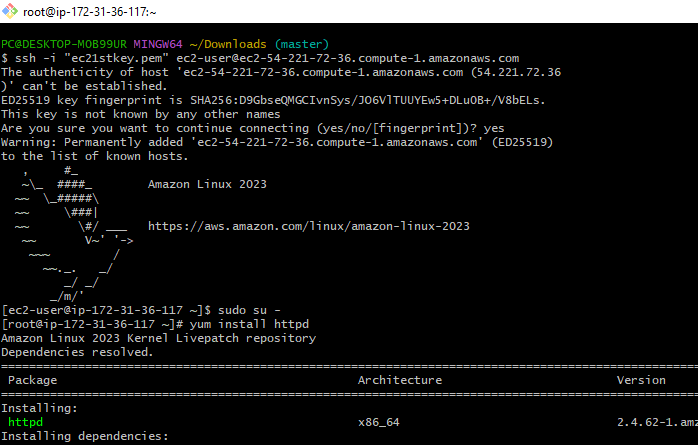 root@ip-172-31-36-117:~
PC@DESKTOP-MOB99UR MINGW64 ~/Downloads (master)
$ ssh -i "ec21stkey.pem" ec2-user@ec2-54-221-72-36.compute-1.amazonaws.com
The authenticity of host 'ec2-54-221-72-36.compute-1.amazonaws.com (54.221.72.36
)' can't be established.
ED25519 key fingerprint is SHA256:D9GbseQMGCIvnSys/JO6VlTUUYEw5+DLuOB+/V8bELs.
This key is not known by any other names
Are you sure you want to continue connecting (yes/no/[fingerprint])? yes
Warning: Permanently added 'ec2-54-221-72-36.compute-1.amazonaws.com' (ED25519)
to the list of known hosts.
   ,     #_
   ~\_  ####_        Amazon Linux 2023
  ~~  \_#####\
  ~~     \###|
  ~~       \#/ ___   https://aws.amazon.com/linux/amazon-linux-2023
   ~~       V~' '->
    ~~~         /
      ~~._.   _/
         _/ _/
       _/m/'
[ec2-user@ip-172-31-36-117 ~]$ sudo su -
[root@ip-172-31-36-117 ~]# yum install httpd
Amazon Linux 2023 Kernel Livepatch repository
Dependencies resolved.
Package Architecture Version
Installing:
httpd x86_64 2.4.62-1.amz
Installing dependencies: